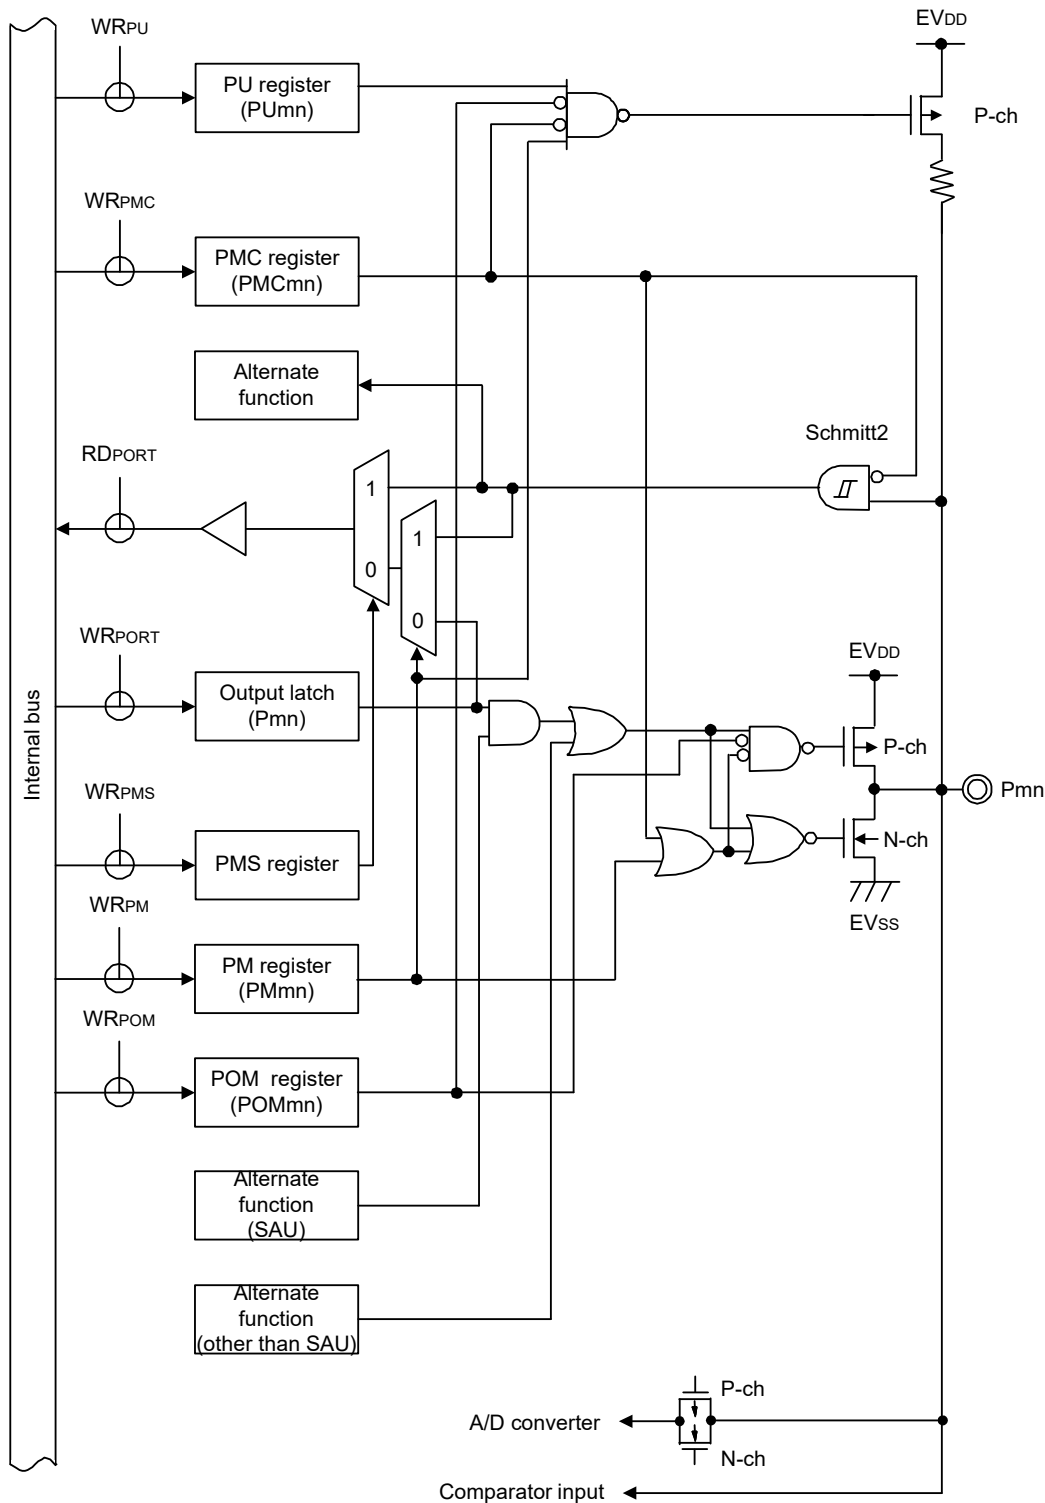 WRPU
EVDD
PU register
(PUmn)
P-ch
WRPMC
PMC register
(PMCmn)
Alternate
function
Schmitt2
RDPORT
1
1
0
0
WRPORT
EVDD
Output latch
(Pmn)
P-ch
Internal bus
Pmn
WRPMS
N-ch
PMS register
WRPM
EVSS
PM register
(PMmn)
WRPOM
POM register
(POMmn)
Alternate
function
(SAU)
Alternate
function
(other than SAU)
P-ch
A/D converter
N-ch
Comparator input